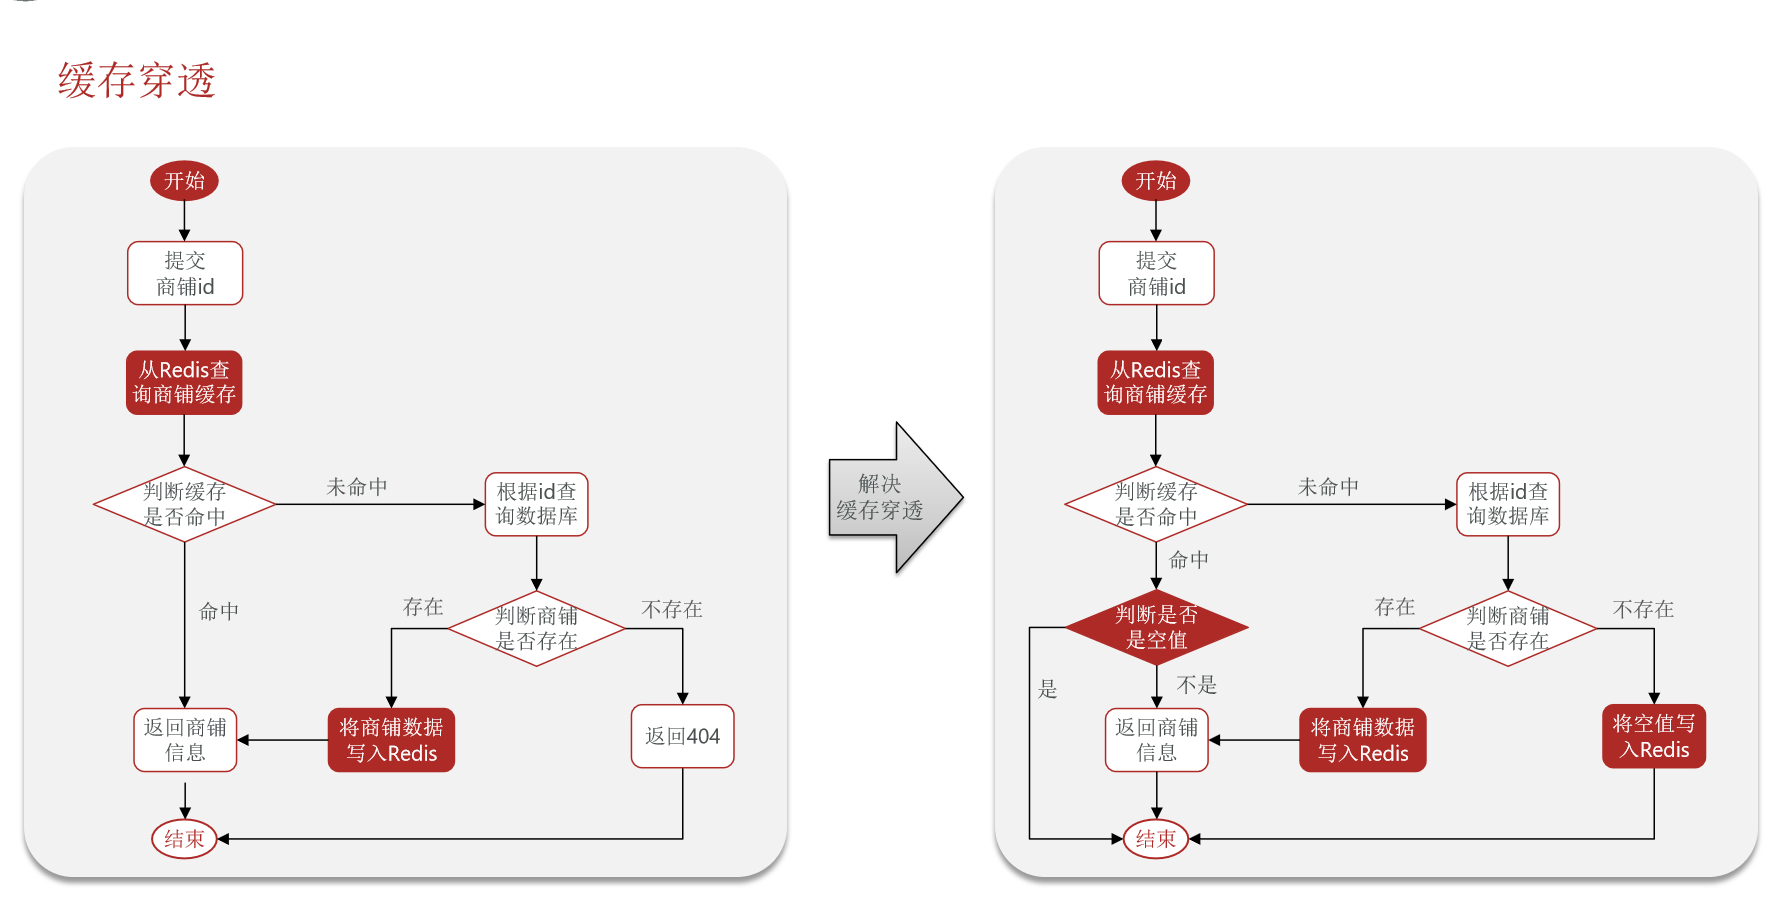 缓存穿透
开始
提交
商铺id
从Redis查
询商铺缓存
判断缓存
是否命中
未命中
根据id查
询数据库
命中
存在
判断商铺
是否存在
不存在
返回商铺
信息
将商铺数据
写入Redis
返回404
结束
解决
缓存穿透
开始
提交
商铺id
从Redis查
询商铺缓存
判断缓存
是否命中
未命中
根据id查
询数据库
命中
判断是否
是空值
存在
判断商铺
是否存在
不存在
是
不是
返回商铺
信息
将商铺数据
写入Redis
将空值写
入Redis
结束